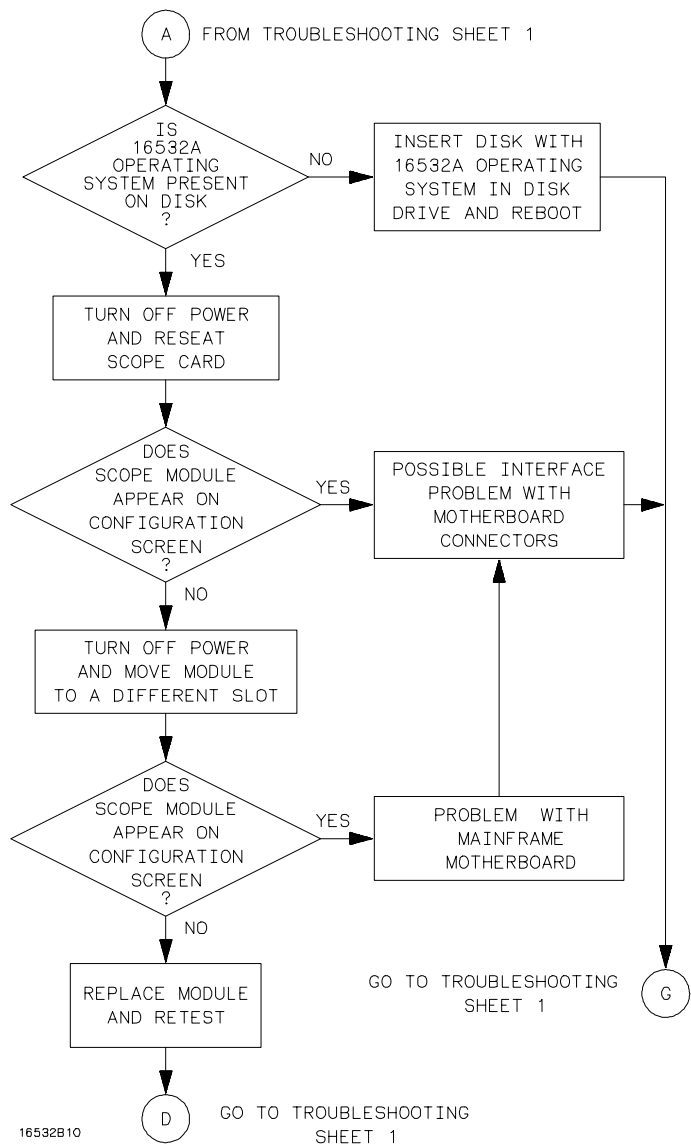 A FROM TROUBLESHOOTING SHEET 1
IS
16532A
OPERATING
SYSTEM PRESENT
ON DISK
?
NO
INSERT DISK WITH
16532A OPERATING
SYSTEM IN DISK
DRIVE AND REBOOT
YES
TURN OFF POWER
AND RESEAT
SCOPE CARD
DOES
SCOPE MODULE
APPEAR ON
CONFIGURATION
SCREEN
?
YES
POSSIBLE INTERFACE
PROBLEM WITH
MOTHERBOARD
CONNECTORS
NO
TURN OFF POWER
AND MOVE MODULE
TO A DIFFERENT SLOT
DOES
SCOPE MODULE
APPEAR ON
CONFIGURATION
SCREEN
?
YES
PROBLEM WITH
MAINFRAME
MOTHERBOARD
NO
REPLACE MODULE
AND RETEST
GO TO TROUBLESHOOTING
SHEET 1
G
D
GO TO TROUBLESHOOTING
SHEET 1
16532B10